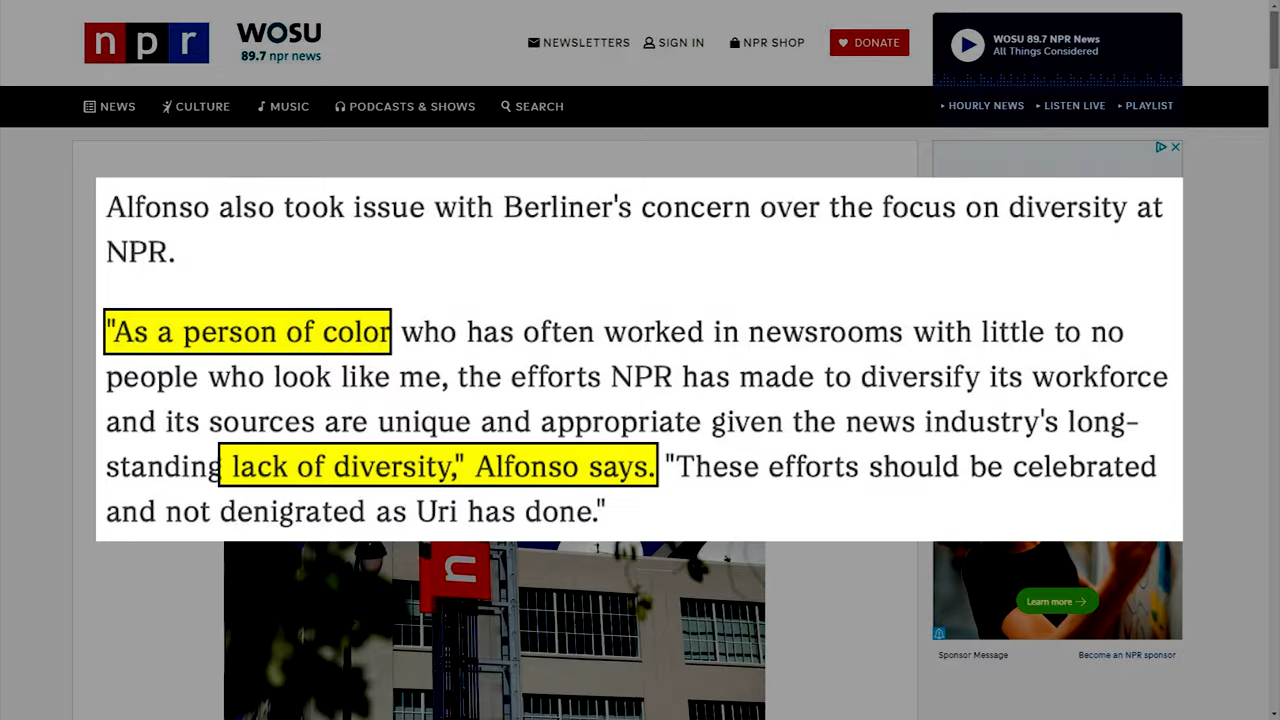 npr
WOSU
89.7 npr news
NEWSLETTERS
SIGN IN
NPR SHOP
DONATE
WOSU 89.7 NPR News
All Things Considered
NEWS
CULTURE
MUSIC
PODCASTS & SHOWS
SEARCH
HOURLY NEWS
LISTEN LIVE
PLAYLIST
Alfonso also took issue with Berliner's concern over the focus on diversity at
NPR.
"As a person of color who has often worked in newsrooms with little to no
people who look like me, the efforts NPR has made to diversify its workforce
and its sources are unique and appropriate given the news industry's long-
standing lack of diversity," Alfonso says. "These efforts should be celebrated
and not denigrated as Uri has done."
n
Learn more
Sponsor Message
Become an NPR sponsor